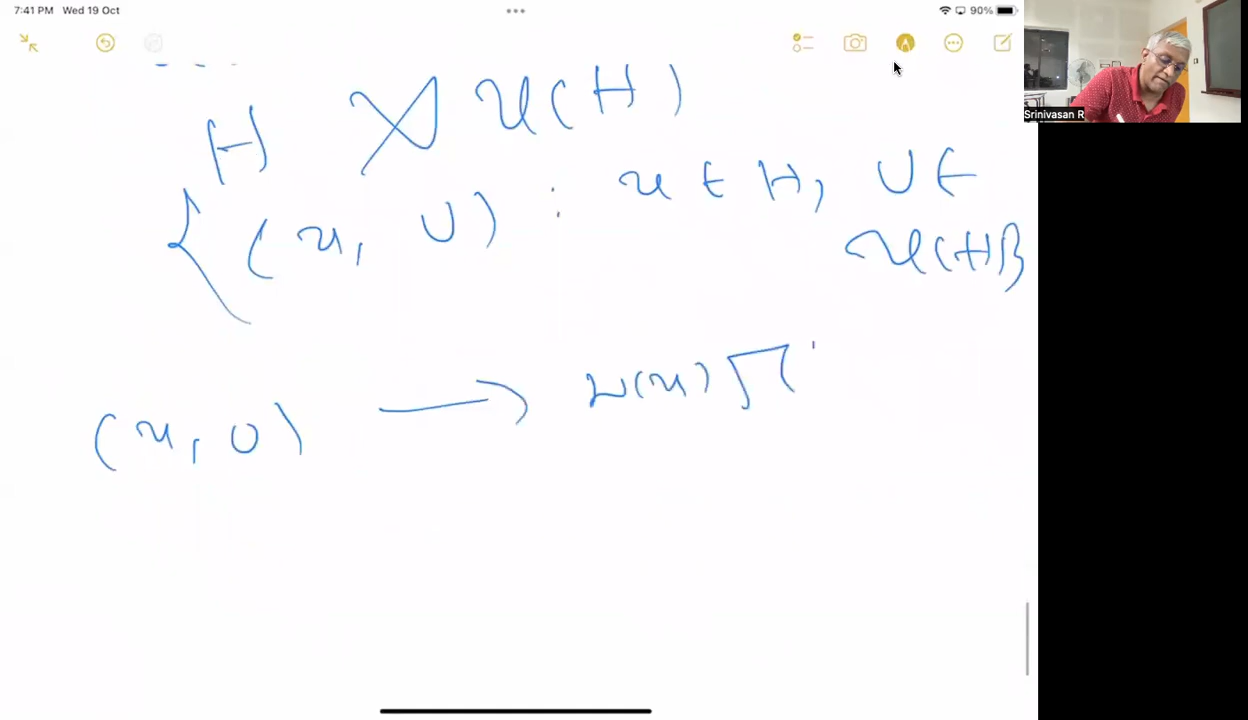 7:41 PM Wed 19 Oct
90%
Srinivasan R
H ⋊ U(H)
{(u, U) : u ∈ H, U ∈
U(H)}
(u, U) → W(u) Γ(